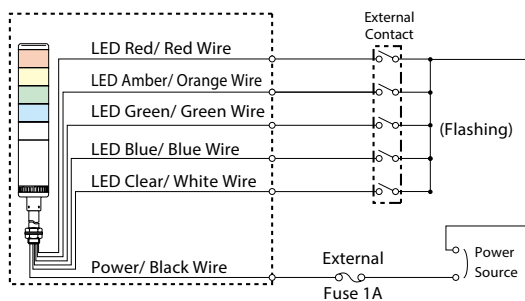 External
Contact
LED Red/ Red Wire
LED Amber/ Orange Wire
LED Green/ Green Wire
(Flashing)
LED Blue/ Blue Wire
LED Clear/ White Wire
Power/ Black Wire
External
Fuse 1A
Power
Source